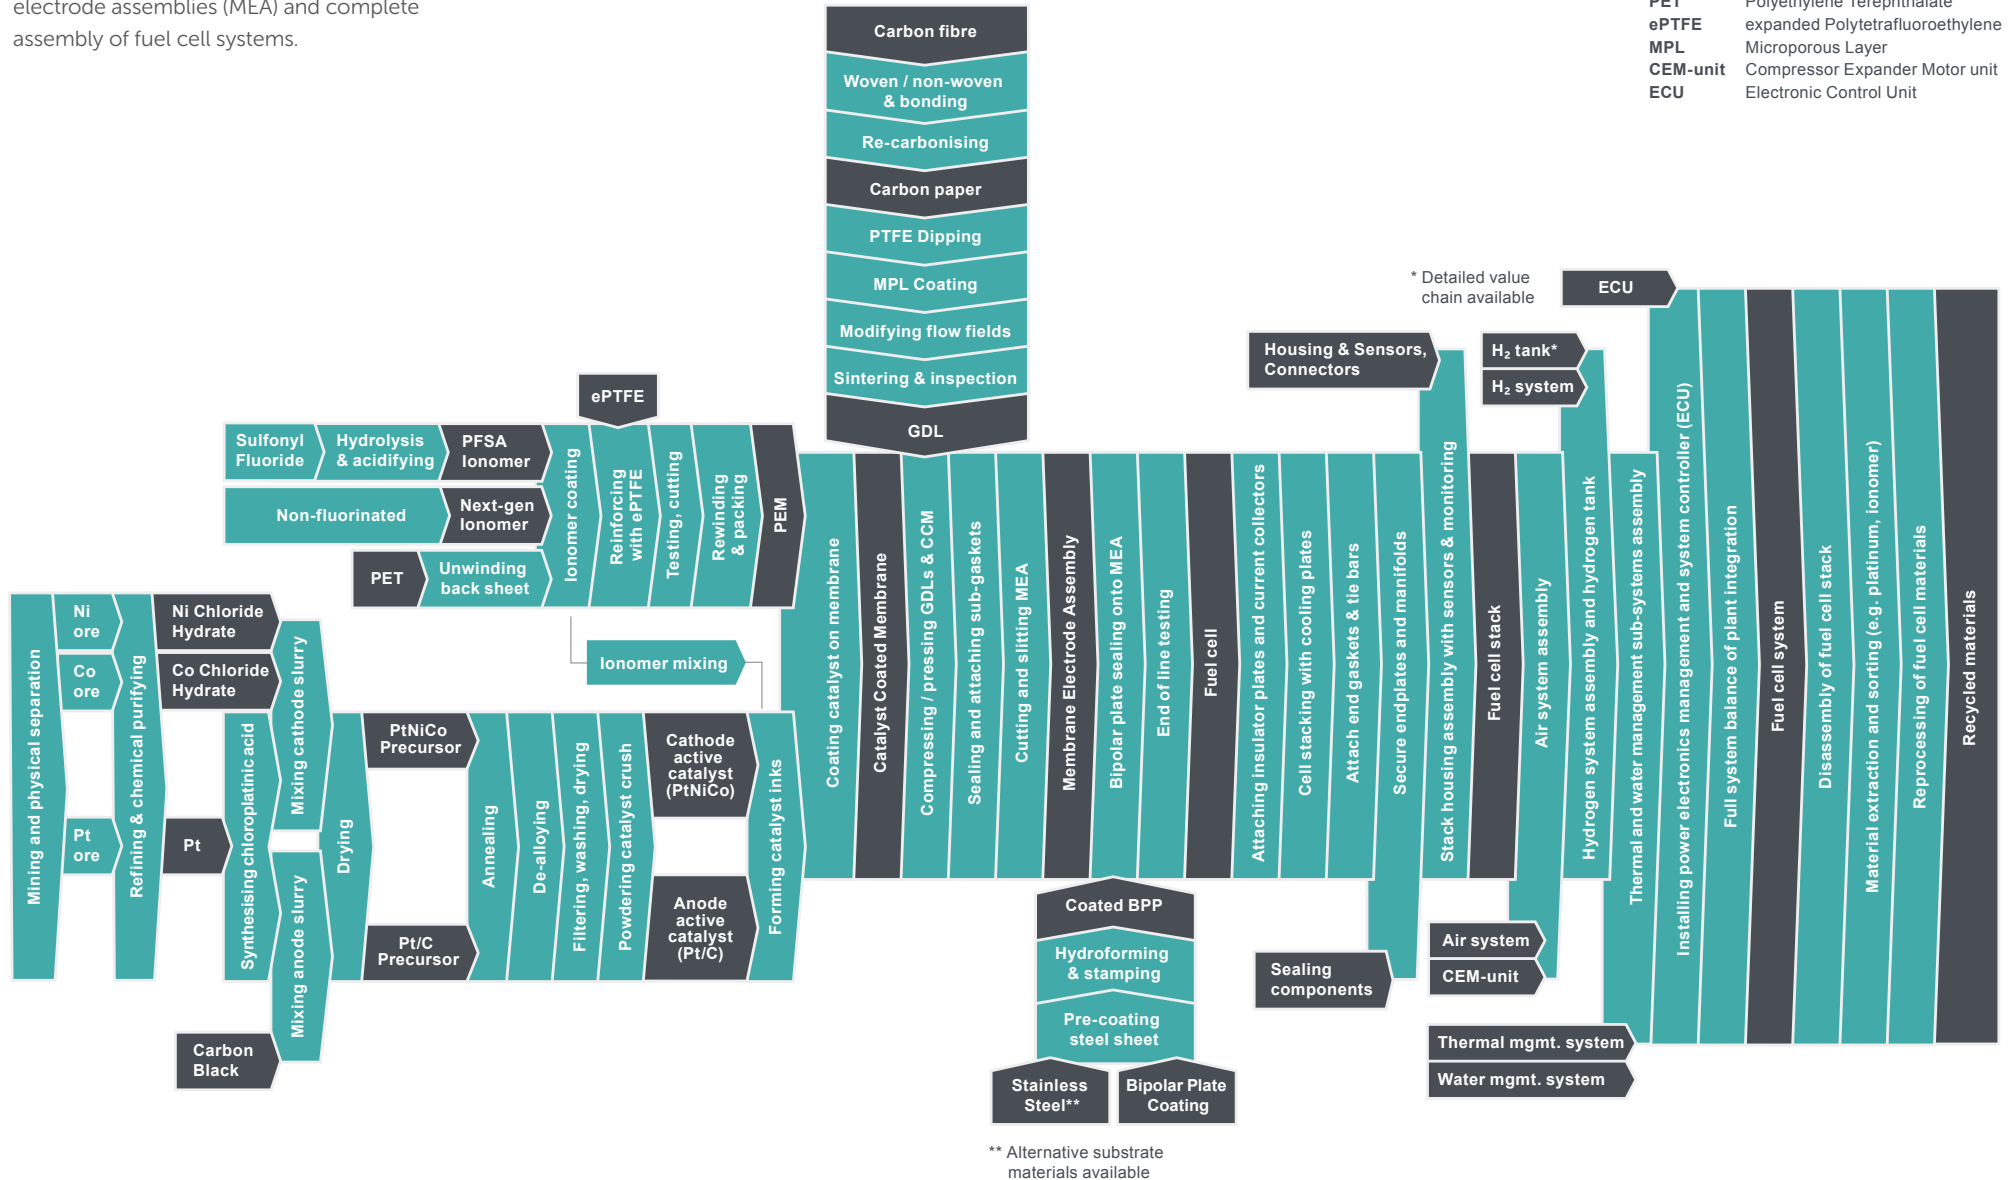 electrode assemblies (MEA) and complete
assembly of fuel cell systems.
PET Polyethylene Terephthalate
ePTFE expanded Polytetrafluoroethylene
MPL Microporous Layer
CEM-unit Compressor Expander Motor unit
ECU Electronic Control Unit
Carbon fibre
Woven / non-woven
& bonding
Re-carbonising
Carbon paper
PTFE Dipping
MPL Coating
Modifying flow fields
Sintering & inspection
GDL
* Detailed value
chain available
ECU
Housing & Sensors,
Connectors
H₂ tank*
H₂ system
ePTFE
Sulfonyl
Fluoride
Hydrolysis
& acidifying
PFSA
Ionomer
Non-fluorinated
Next-gen
Ionomer
PET
Unwinding
back sheet
Ionomer coating
Reinforcing
with ePTFE
Testing, cutting
Rewinding
& packing
PEM
Ionomer mixing
Mining and physical separation
Ni
ore
Co
ore
Pt
ore
Refining & chemical purifying
Ni Chloride
Hydrate
Co Chloride
Hydrate
Pt
Carbon
Black
Synthesising chloroplatinic acid
Mixing cathode slurry
Mixing anode slurry
Drying
PtNiCo
Precursor
Pt/C
Precursor
Annealing
De-alloying
Filtering, washing, drying
Powdering catalyst crush
Cathode
active
catalyst
(PtNiCo)
Anode
active
catalyst
(Pt/C)
Forming catalyst inks
Coating catalyst on membrane
Catalyst Coated Membrane
Compressing / pressing GDLs & CCM
Sealing and attaching sub-gaskets
Cutting and slitting MEA
Membrane Electrode Assembly
Bipolar plate sealing onto MEA
End of line testing
Fuel cell
Attaching insulator plates and current collectors
Cell stacking with cooling plates
Attach end gaskets & tie bars
Secure endplates and manifolds
Stack housing assembly with sensors & monitoring
Fuel cell stack
Air system assembly
Hydrogen system assembly and hydrogen tank
Thermal and water management sub-systems assembly
Installing power electronics management and system controller (ECU)
Full system balance of plant integration
Fuel cell system
Disassembly of fuel cell stack
Material extraction and sorting (e.g. platinum, ionomer)
Reprocessing of fuel cell materials
Recycled materials
Coated BPP
Hydroforming
& stamping
Pre-coating
steel sheet
Stainless
Steel**
Bipolar Plate
Coating
Sealing
components
Air system
CEM-unit
Thermal mgmt. system
Water mgmt. system
** Alternative substrate
materials available